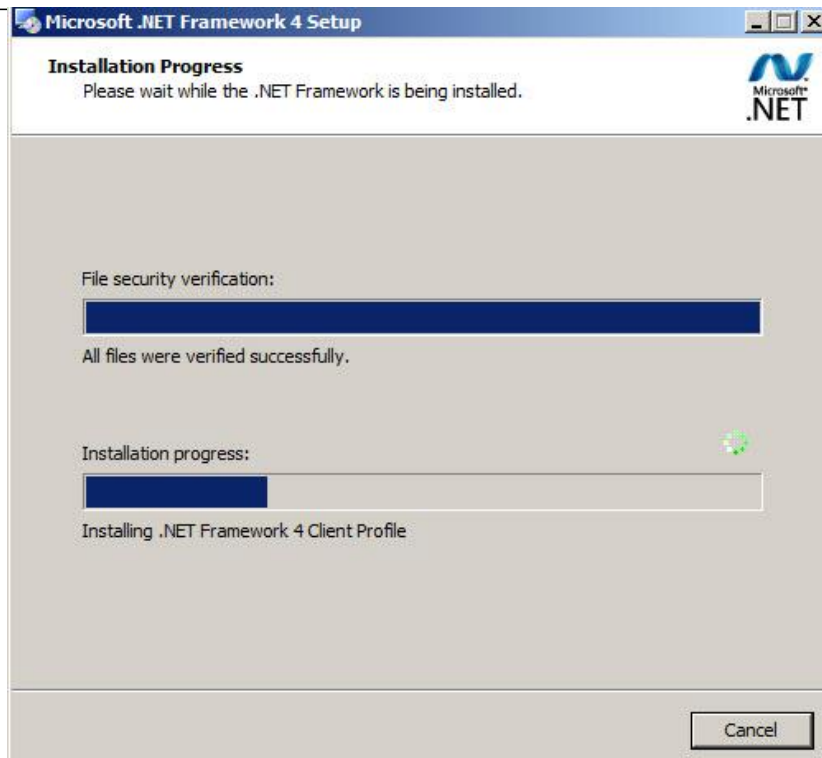 Microsoft .NET Framework 4 Setup
Installation Progress
Please wait while the .NET Framework is being installed.
Microsoft®
.NET
File security verification:
All files were verified successfully.
Installation progress:
Installing .NET Framework 4 Client Profile
Cancel